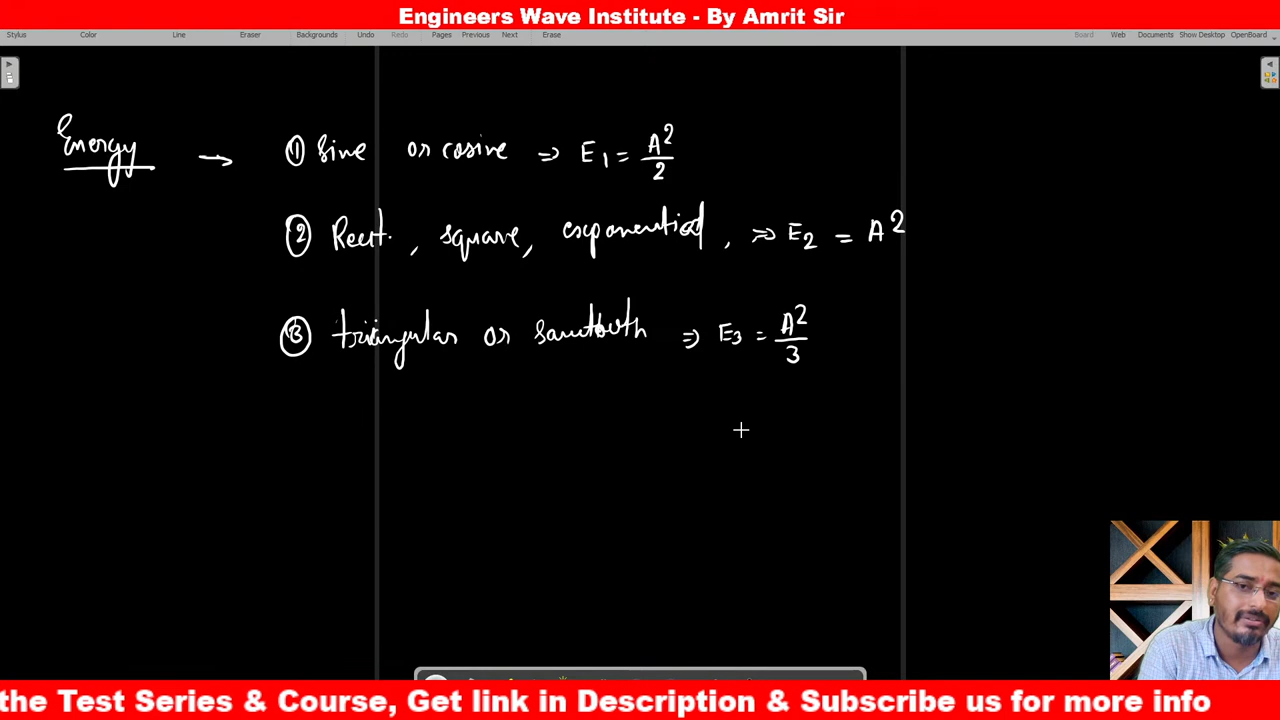 Engineers Wave Institute - By Amrit Sir
Stylus Color Line Eraser Backgrounds Undo Redo Pages Previous Next Erase Board Web Documents Show Desktop OpenBoard
Energy → ① Sine or cosine ⇒ E₁ = A²/2
② Rect. , square, exponential, ⇒ E₂ = A²
③ triangular or sawtooth ⇒ E₃ = A²/3
the Test Series & Course, Get link in Description & Subscribe us for more info